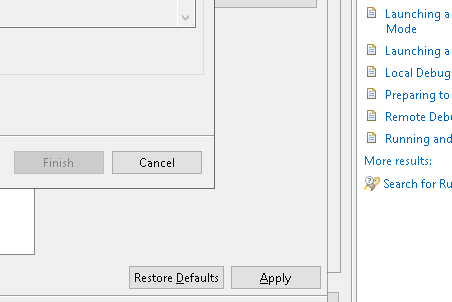 Launching a
Mode
Launching a
Local Debug
Preparing to
Remote Deb
Running and
More results:
Search for Ru
Finish
Cancel
Restore Defaults
Apply